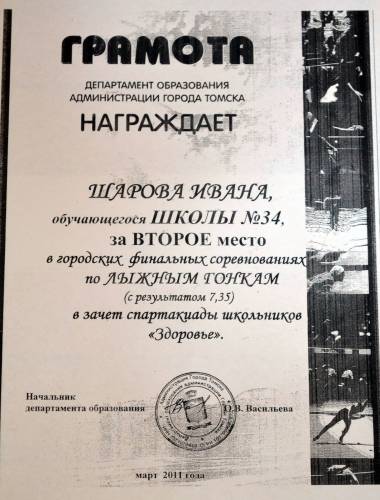 ГРАМОТА
ДЕПАРТАМЕНТ ОБРАЗОВАНИЯ
АДМИНИСТРАЦИИ ГОРОДА ТОМСКА
НАГРАЖДАЕТ
ШАРОВА ИВАНА,
обучающегося ШКОЛЫ №34,
за ВТОРОЕ место
в городских финальных соревнованиях
по ЛЫЖНЫМ ГОНКАМ
(с результатом 7,35)
в зачет спартакиады школьников
«Здоровье».
Начальник
департамента образования О.В. Васильева
март 2011 года